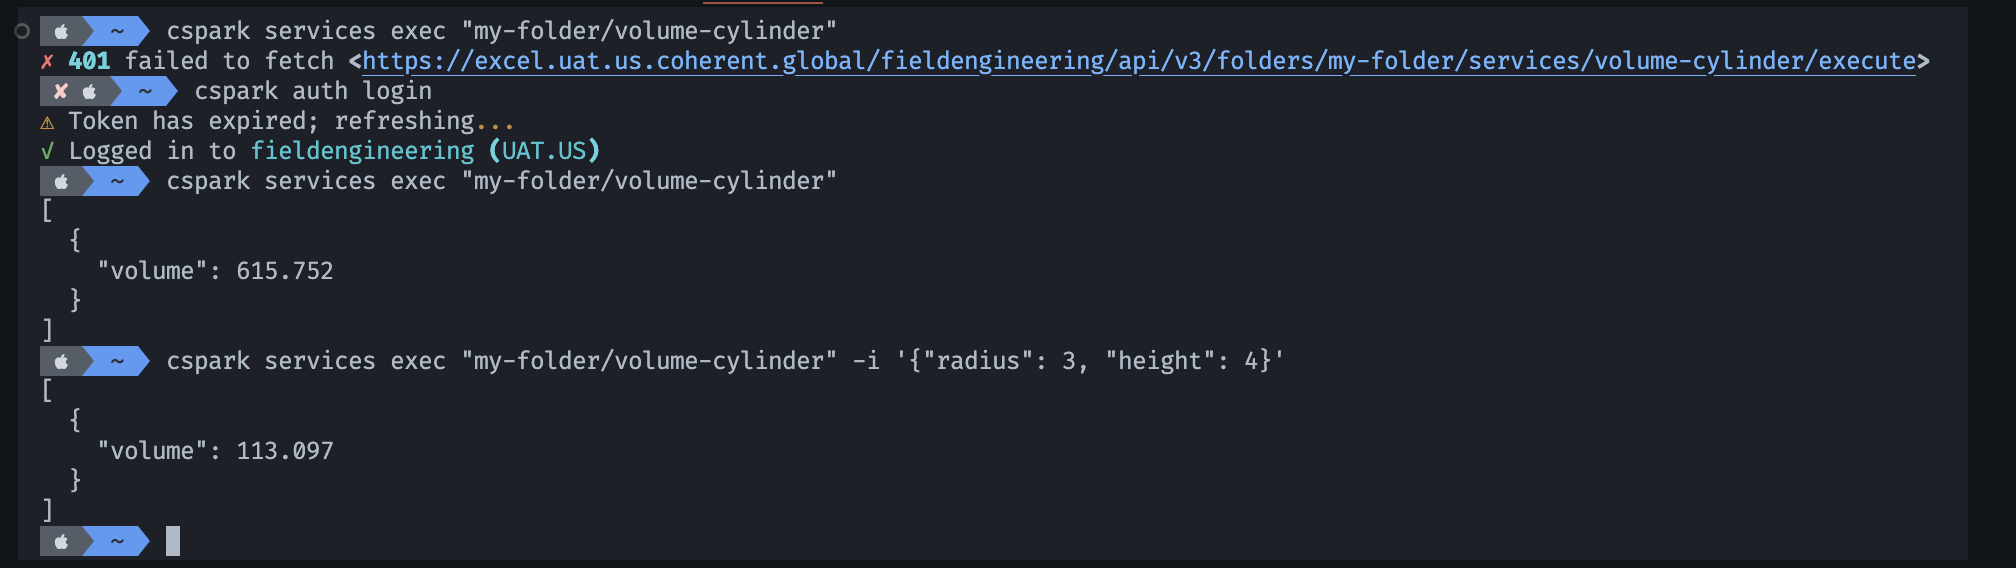 ~ cspark services exec "my-folder/volume-cylinder"
✗ 401 failed to fetch <https://excel.uat.us.coherent.global/fieldengineering/api/v3/folders/my-folder/services/volume-cylinder/execute>
✘ ~ cspark auth login
⚠ Token has expired; refreshing...
√ Logged in to fieldengineering (UAT.US)
~ cspark services exec "my-folder/volume-cylinder"
[
  {
    "volume": 615.752
  }
]
~ cspark services exec "my-folder/volume-cylinder" -i '{"radius": 3, "height": 4}'
[
  {
    "volume": 113.097
  }
]
~